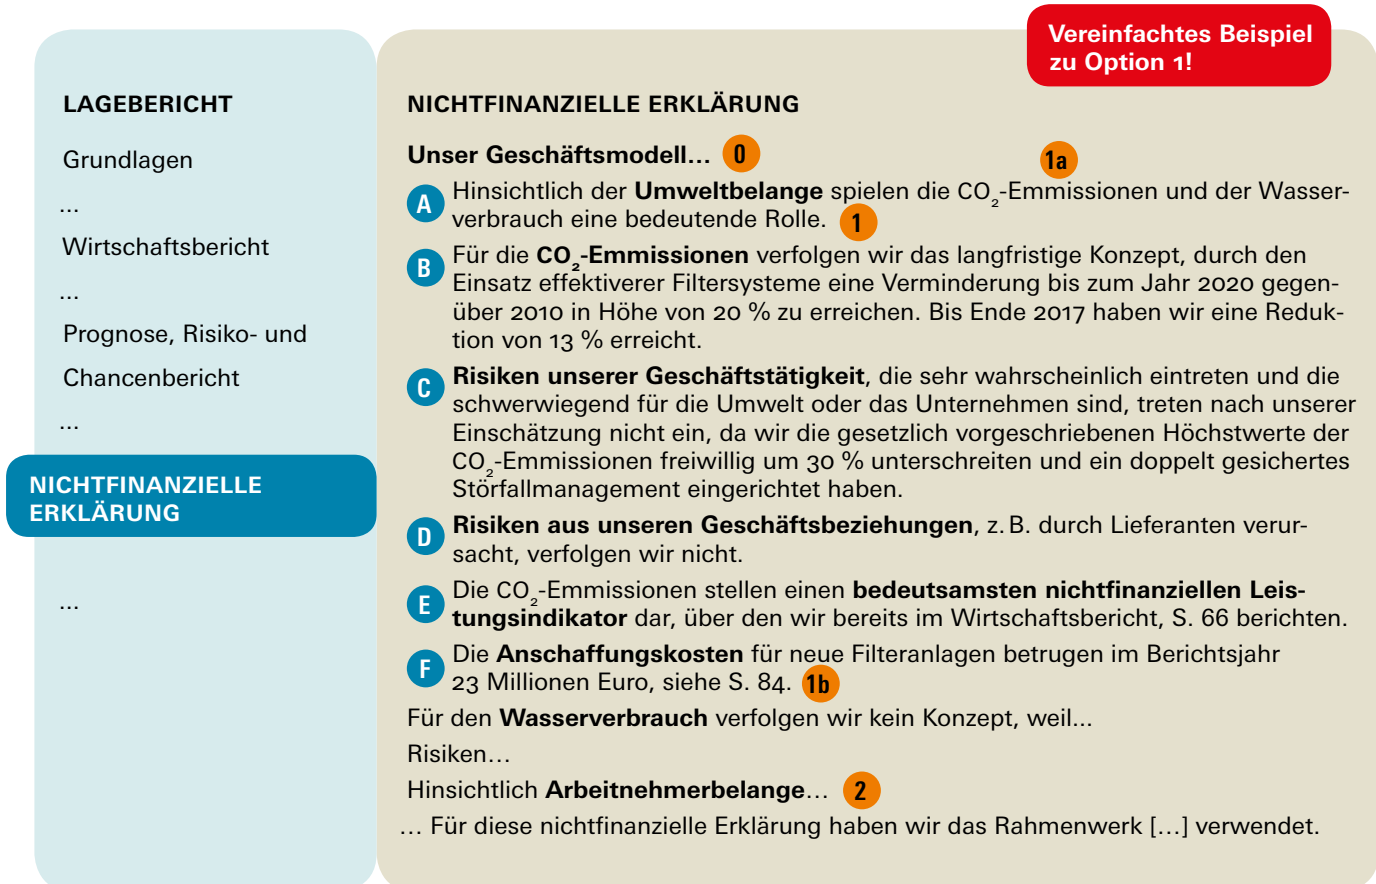 Vereinfachtes Beispiel
zu Option 1!
LAGEBERICHT
Grundlagen
...
Wirtschaftsbericht
...
Prognose, Risiko- und
Chancenbericht
...
NICHTFINANZIELLE
ERKLÄRUNG
...
NICHTFINANZIELLE ERKLÄRUNG
Unser Geschäftsmodell… 0
1a
A Hinsichtlich der Umweltbelange spielen die CO₂-Emmissionen und der Wasser-
verbrauch eine bedeutende Rolle. 1
B Für die CO₂-Emmissionen verfolgen wir das langfristige Konzept, durch den
Einsatz effektiverer Filtersysteme eine Verminderung bis zum Jahr 2020 gegen-
über 2010 in Höhe von 20 % zu erreichen. Bis Ende 2017 haben wir eine Reduk-
tion von 13 % erreicht.
C Risiken unserer Geschäftstätigkeit, die sehr wahrscheinlich eintreten und die
schwerwiegend für die Umwelt oder das Unternehmen sind, treten nach unserer
Einschätzung nicht ein, da wir die gesetzlich vorgeschriebenen Höchstwerte der
CO₂-Emmissionen freiwillig um 30 % unterschreiten und ein doppelt gesichertes
Störfallmanagement eingerichtet haben.
D Risiken aus unseren Geschäftsbeziehungen, z. B. durch Lieferanten verur-
sacht, verfolgen wir nicht.
E Die CO₂-Emmissionen stellen einen bedeutsamsten nichtfinanziellen Leis-
tungsindikator dar, über den wir bereits im Wirtschaftsbericht, S. 66 berichten.
F Die Anschaffungskosten für neue Filteranlagen betrugen im Berichtsjahr
23 Millionen Euro, siehe S. 84. 1b
Für den Wasserverbrauch verfolgen wir kein Konzept, weil...
Risiken…
Hinsichtlich Arbeitnehmerbelange… 2
… Für diese nichtfinanzielle Erklärung haben wir das Rahmenwerk […] verwendet.